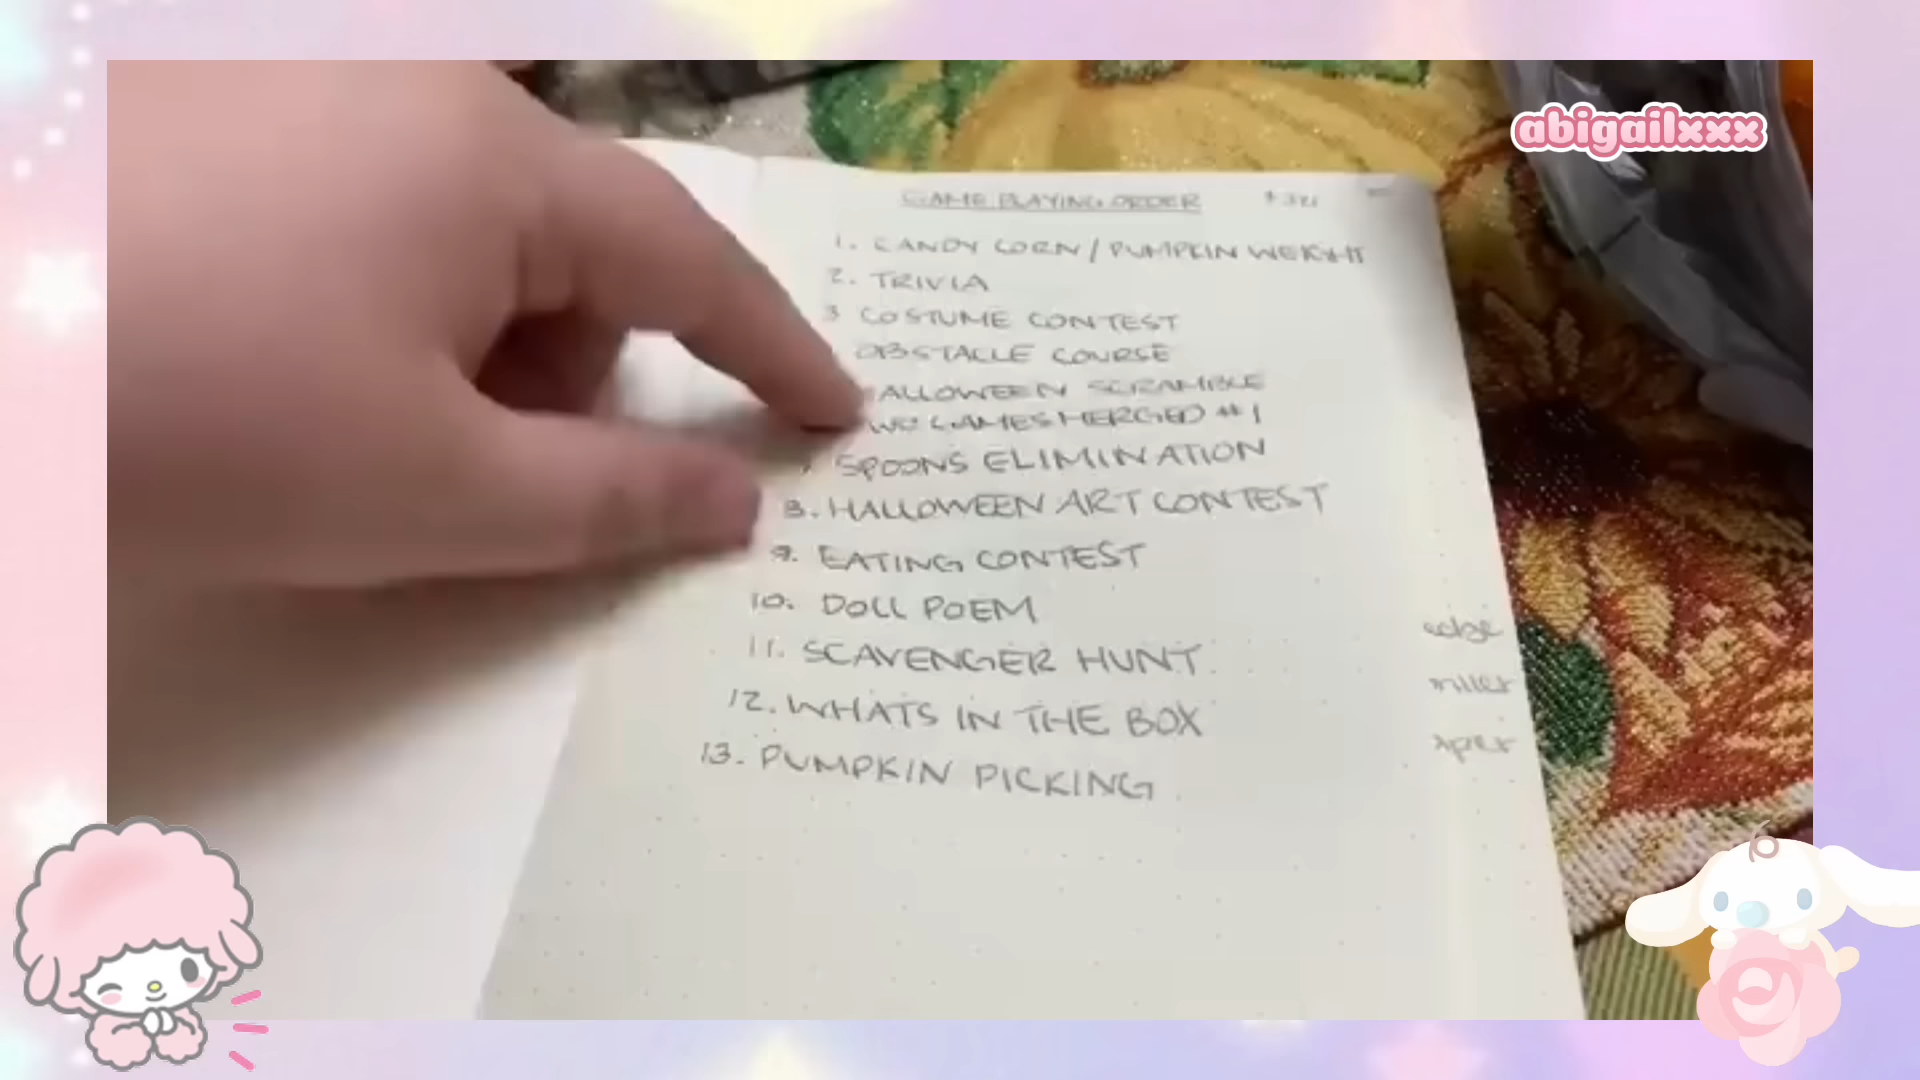 abigailxxx
GAME PLAYING ORDER
1. CANDY CORN / PUMPKIN WEIGHT
2. TRIVIA
3 COSTUME CONTEST
OBSTACLE COURSE
ALLOWEEN SCRAMBLE
GAMES MERGED #1
SPOONS ELIMINATION
8. HALLOWEEN ART CONTEST
9. EATING CONTEST
10. DOLL POEM
11. SCAVENGER HUNT
12. WHATS IN THE BOX
13. PUMPKIN PICKING